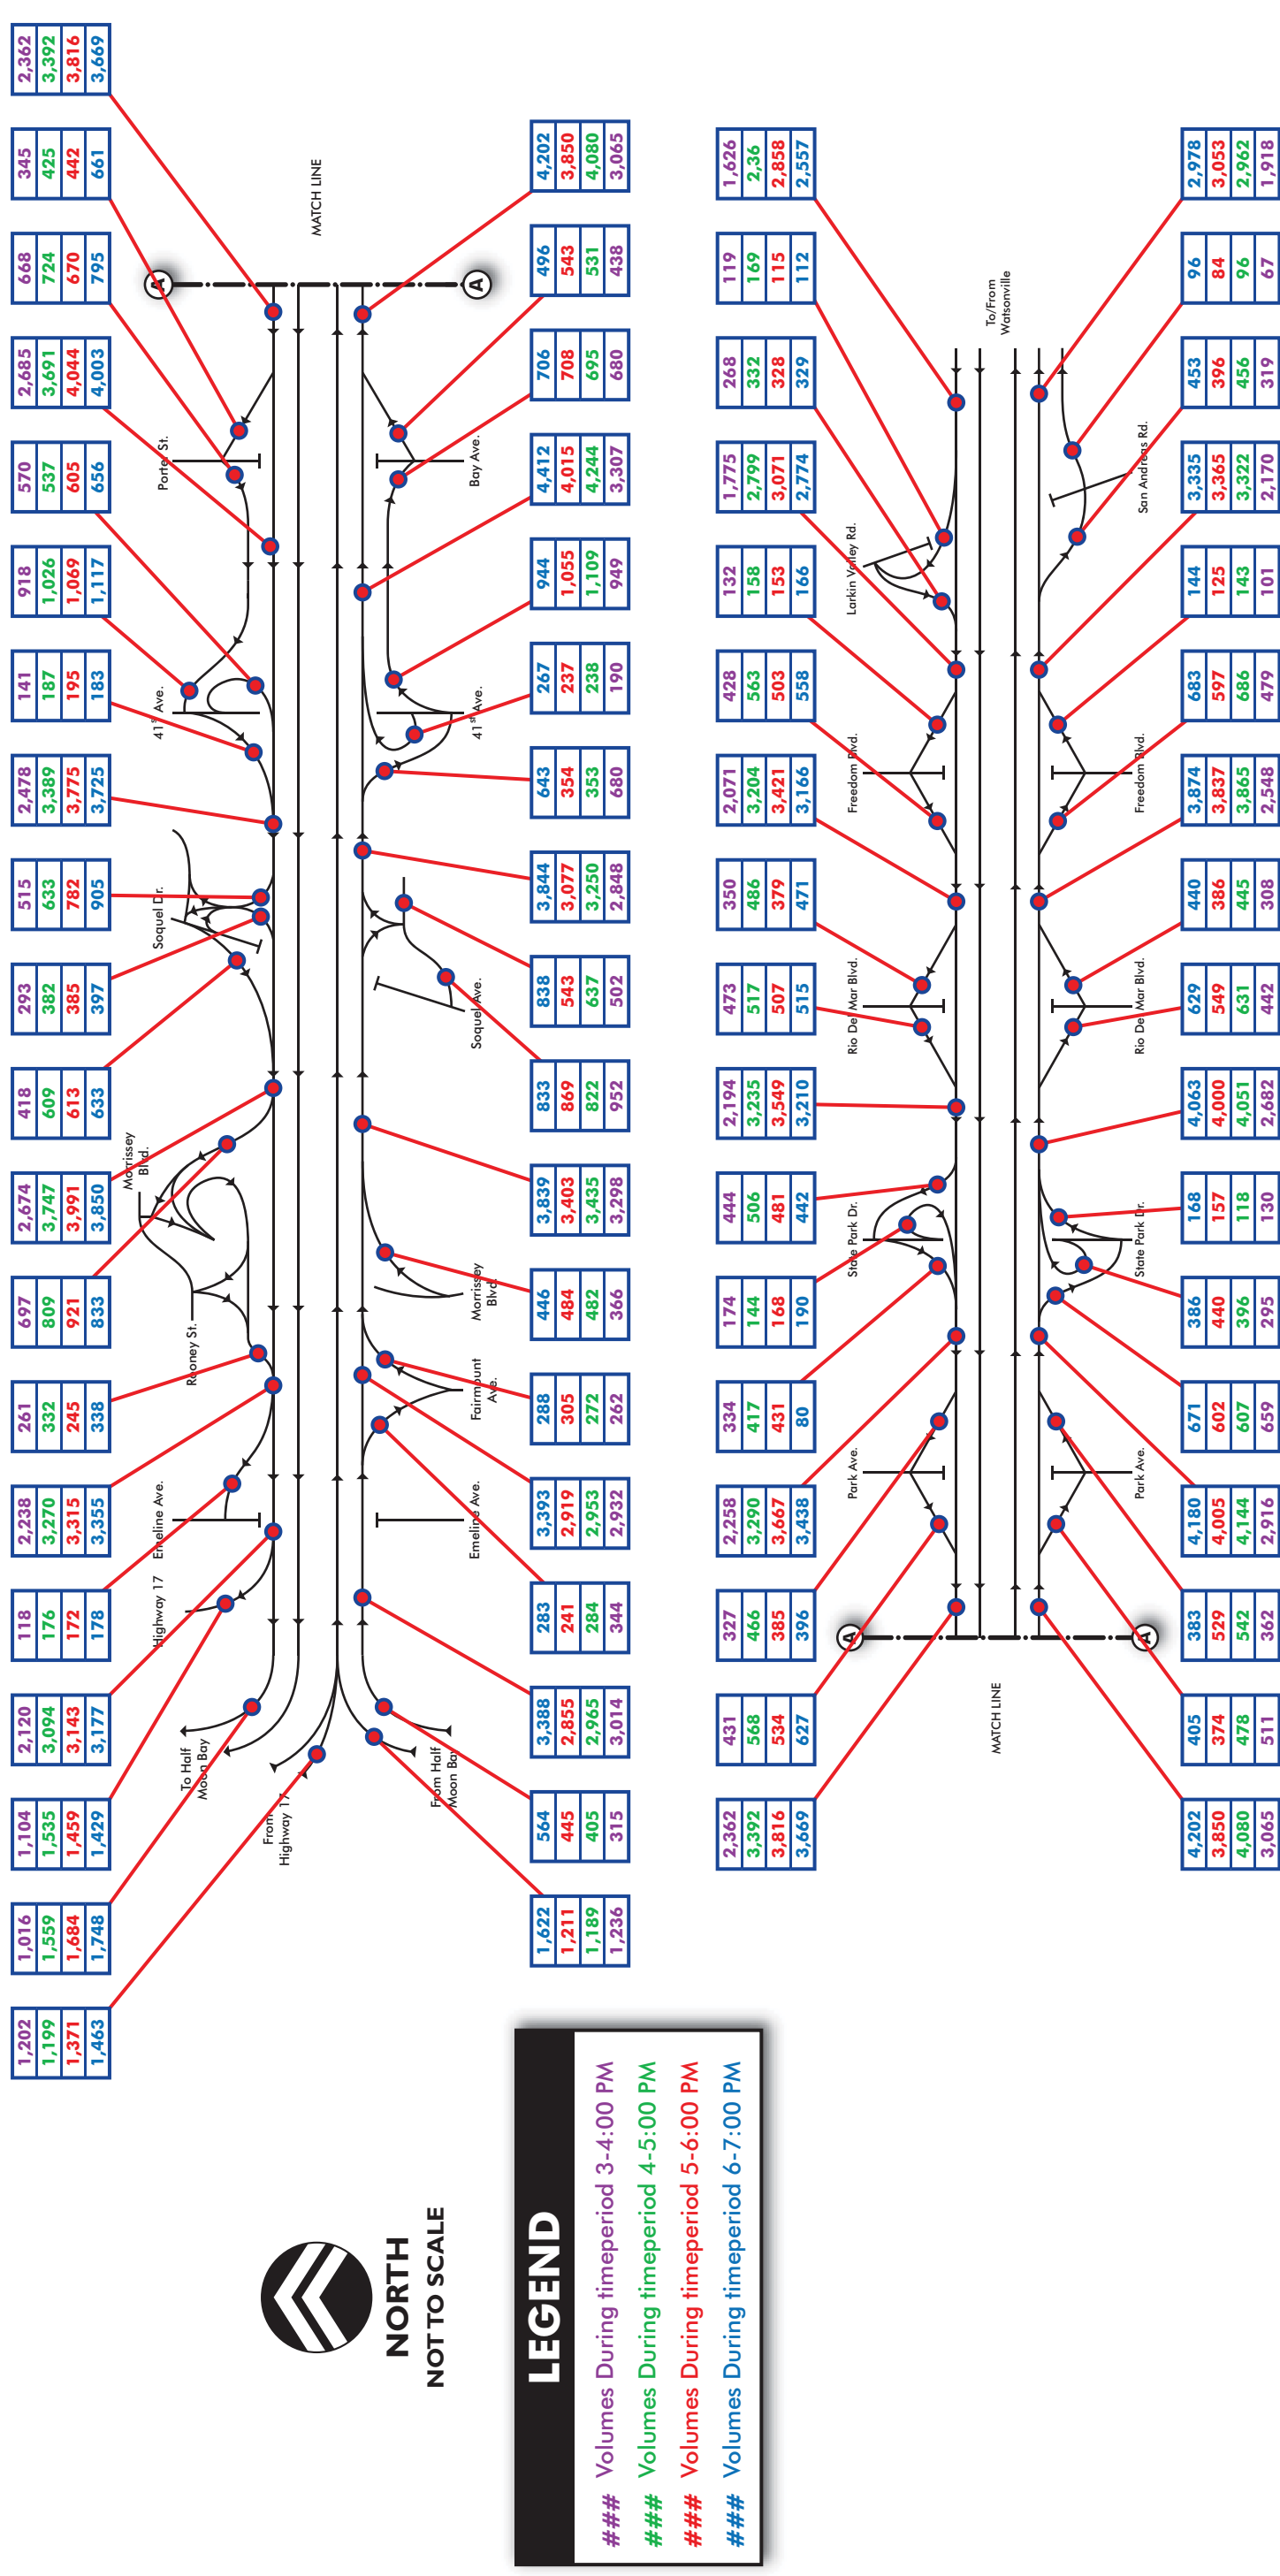 1,202 1,016 1,104 2,120 118 2,238 261 697 2,674 418 293 515 2,478 141 918 570 2,685 668 345 2,362
1,199 1,559 1,535 3,094 176 3,270 332 809 3,747 609 382 633 3,389 187 1,026 537 3,691 724 425 3,392
1,371 1,684 1,459 3,143 172 3,315 245 921 3,991 613 385 782 3,775 195 1,069 605 4,044 670 442 3,816
1,463 1,748 1,429 3,177 178 3,355 338 833 3,850 633 397 905 3,725 183 1,117 656 4,003 795 661 3,669
To Half
Moon Bay
Highway 17
Emeline Ave.
Rooney St.
Morrissey
Blvd.
Soquel Dr.
41st Ave.
Porter St.
A
From
Highway 17
MATCH LINE
From Half
Moon Bay
Emeline Ave.
Fairmount
Ave.
Morrissey
Blvd.
Soquel Ave.
41st Ave.
Bay Ave.
A
1,622 564 3,388 283 3,393 288 446 3,839 833 838 3,844 643 267 944 4,412 706 496 4,202
1,211 445 2,855 241 2,919 305 484 3,403 869 543 3,077 354 237 1,055 4,015 708 543 3,850
1,189 405 2,965 284 2,953 272 482 3,435 822 637 3,250 353 238 1,109 4,244 695 531 4,080
1,236 315 3,014 344 2,932 262 366 3,298 952 502 2,848 680 190 949 3,307 680 438 3,065
NORTH
NOT TO SCALE
LEGEND
### Volumes During timeperiod 3-4:00 PM
### Volumes During timeperiod 4-5:00 PM
### Volumes During timeperiod 5-6:00 PM
### Volumes During timeperiod 6-7:00 PM
2,362 431 327 2,258 334 174 444 2,194 473 350 2,071 428 132 1,775 268 119 1,626
3,392 568 466 3,290 417 144 506 3,235 517 486 3,204 563 158 2,799 332 169 2,36
3,816 534 385 3,667 431 168 481 3,549 507 379 3,421 503 153 3,071 328 115 2,858
3,669 627 396 3,438 80 190 442 3,210 515 471 3,166 558 166 2,774 329 112 2,557
A
Park Ave.
State Park Dr.
Rio Del Mar Blvd.
Freedom Blvd.
Larkin Valley Rd.
MATCH LINE
To/From
Watsonville
A
Park Ave.
State Park Dr.
Rio Del Mar Blvd.
Freedom Blvd.
San Andreas Rd.
4,202 405 383 4,180 671 386 168 4,063 629 440 3,874 683 144 3,335 453 96 2,978
3,850 374 529 4,005 602 440 157 4,000 549 386 3,837 597 125 3,365 396 84 3,053
4,080 478 542 4,144 607 396 118 4,051 631 445 3,865 686 143 3,322 456 96 2,962
3,065 511 362 2,916 659 295 130 2,682 442 308 2,548 479 101 2,170 319 67 1,918